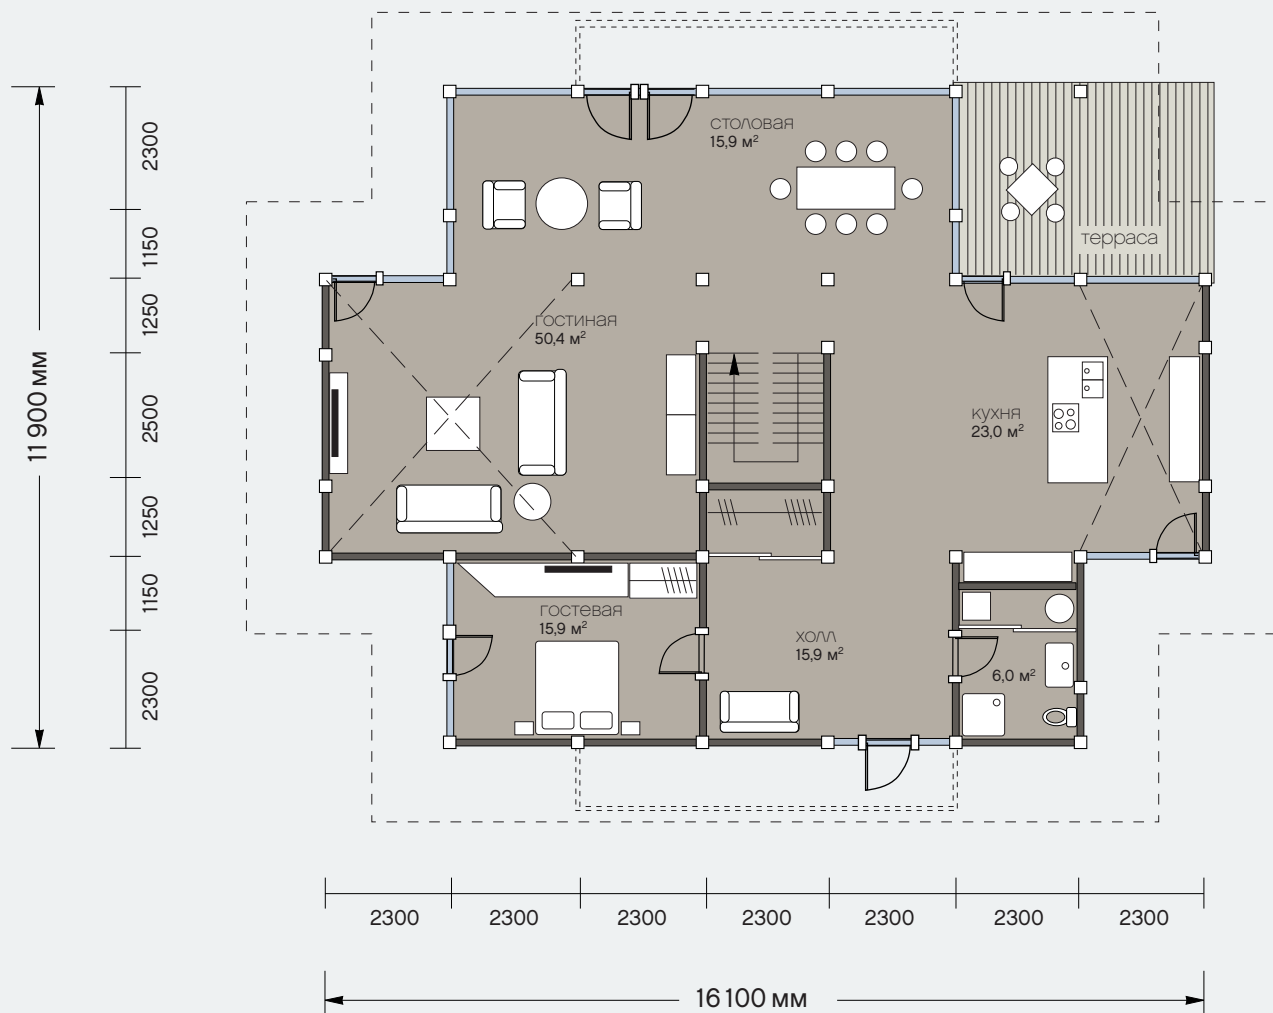 столовая
15,9 м²
терраса
гостиная
50,4 м²
кухня
23,0 м²
гостевая
15,9 м²
холл
15,9 м²
6,0 м²
2300
1150
1250
2500
1250
1150
2300
11 900 мм
2300 2300 2300 2300 2300 2300 2300
16 100 мм